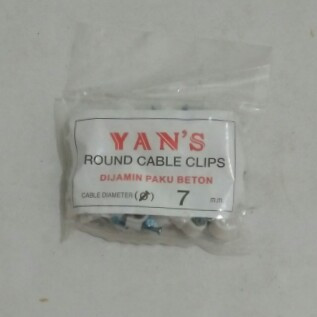 YAN'S
ROUND CABLE CLIPS
DIJAMIN PAKU BETON
CABLE DIAMETER (Ø) 7 mm